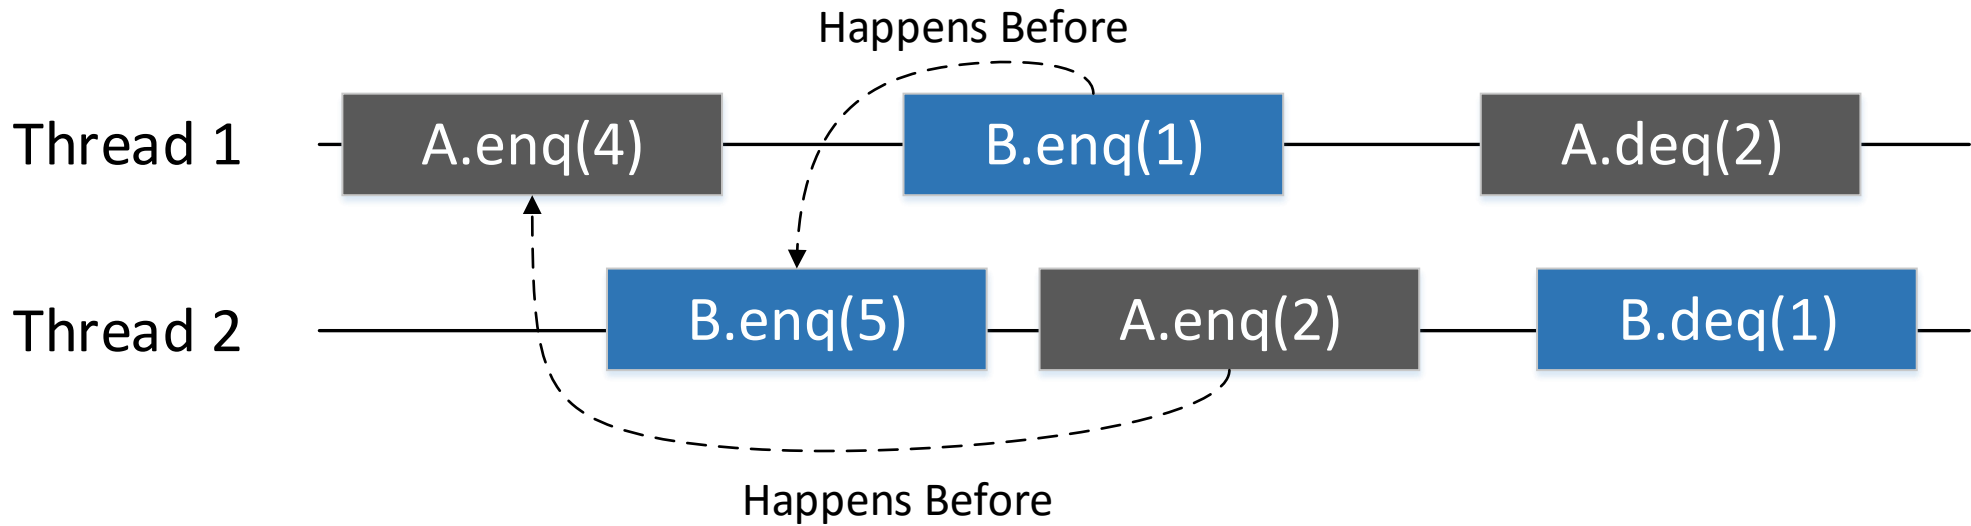 Happens Before
Thread 1 A.enq(4) B.enq(1) A.deq(2)
Thread 2 B.enq(5) A.enq(2) B.deq(1)
Happens Before